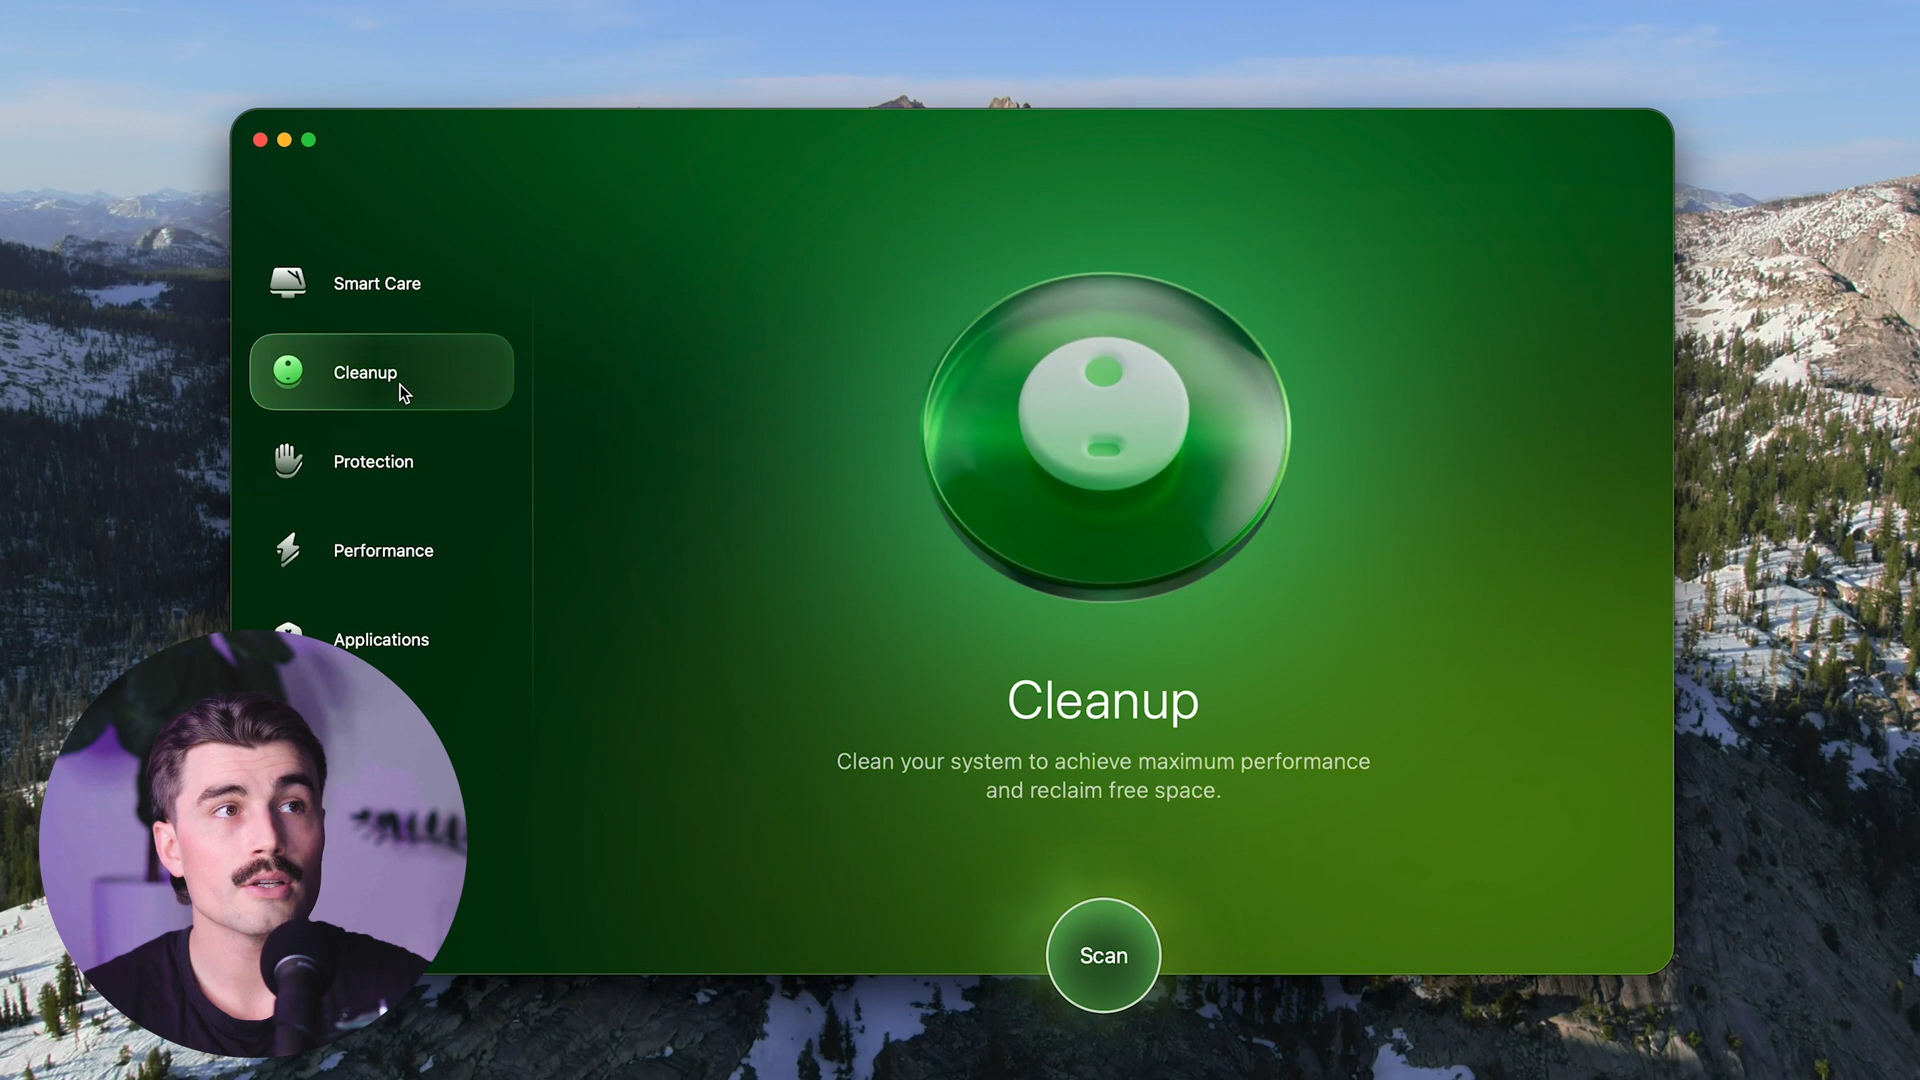 Smart Care
Cleanup
Protection
Performance
Applications
Cleanup
Clean your system to achieve maximum performance
and reclaim free space.
Scan